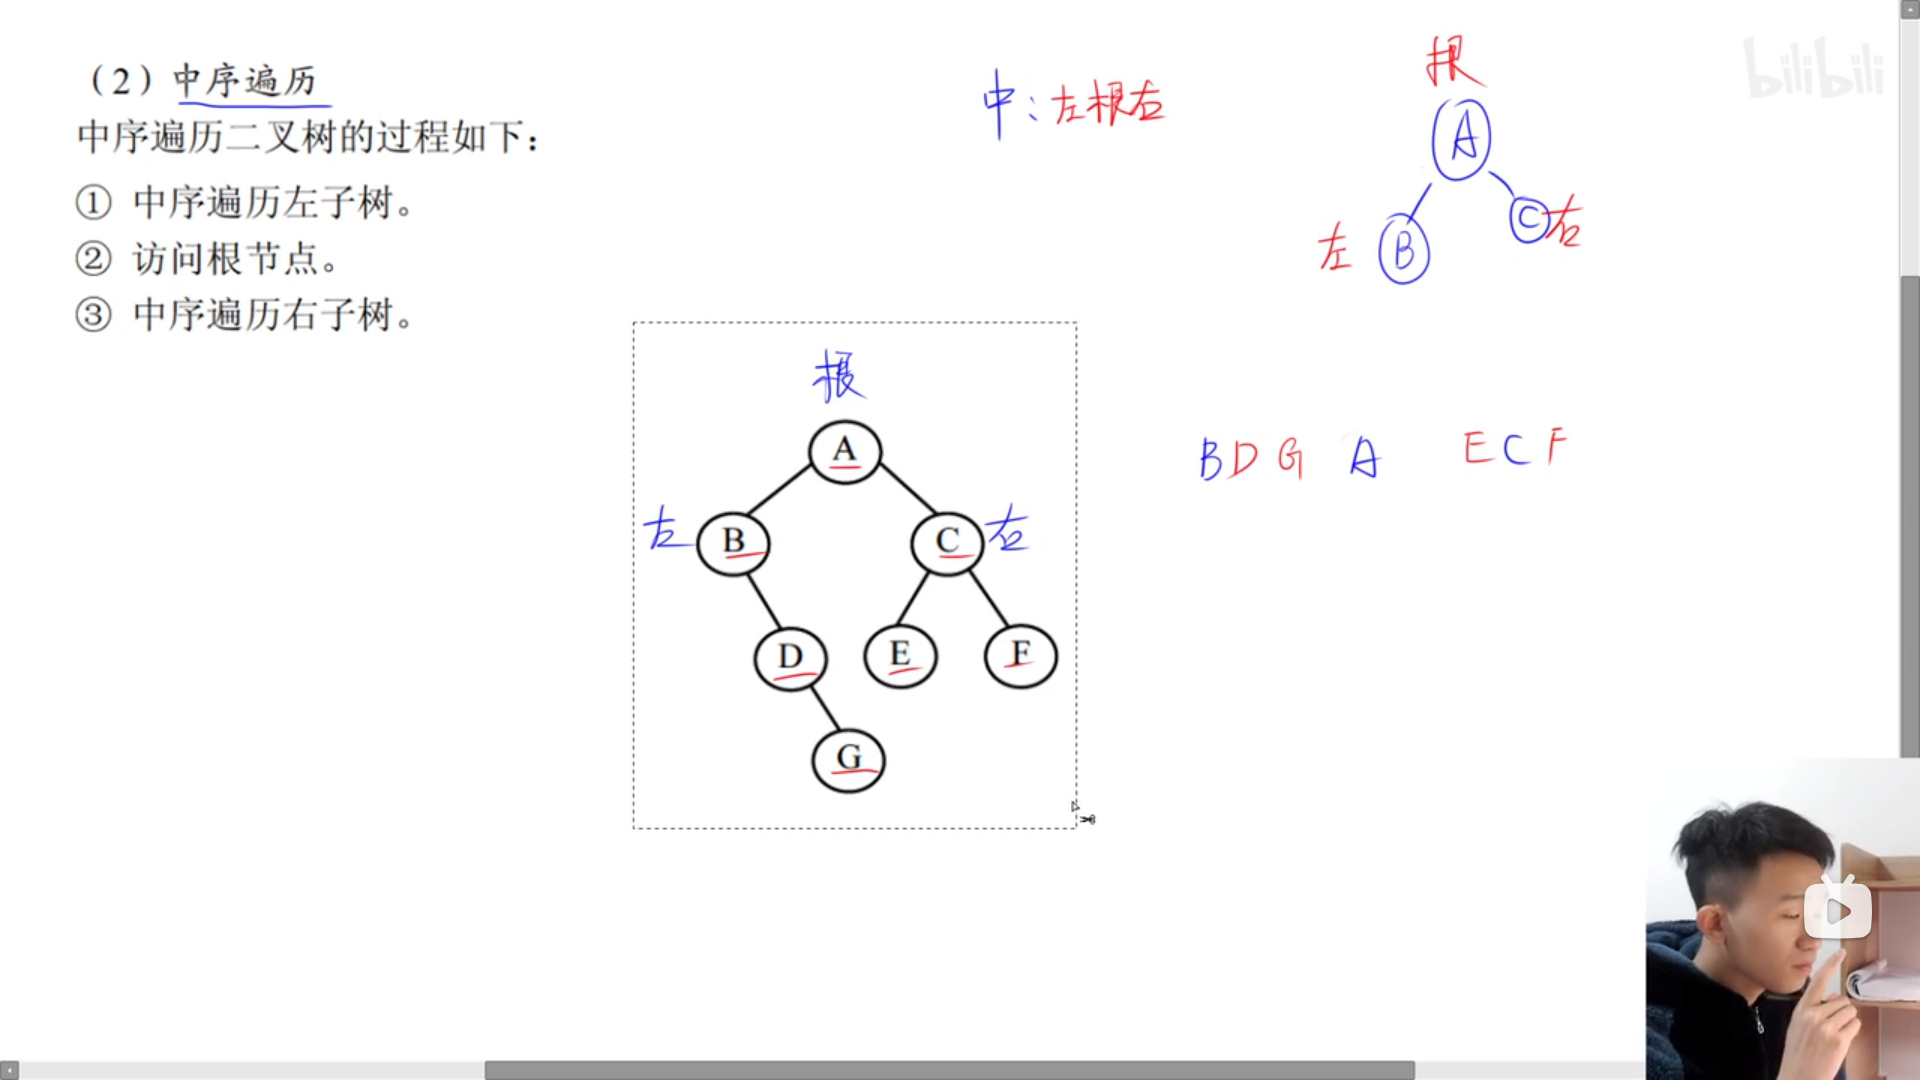 （2）中序遍历
中序遍历二叉树的过程如下：
① 中序遍历左子树。
② 访问根节点。
③ 中序遍历右子树。
中：左根右
根
A
左 B
C 右
bilibili
根
A
左 B
C 右
D
E
F
G
B D G A E C F